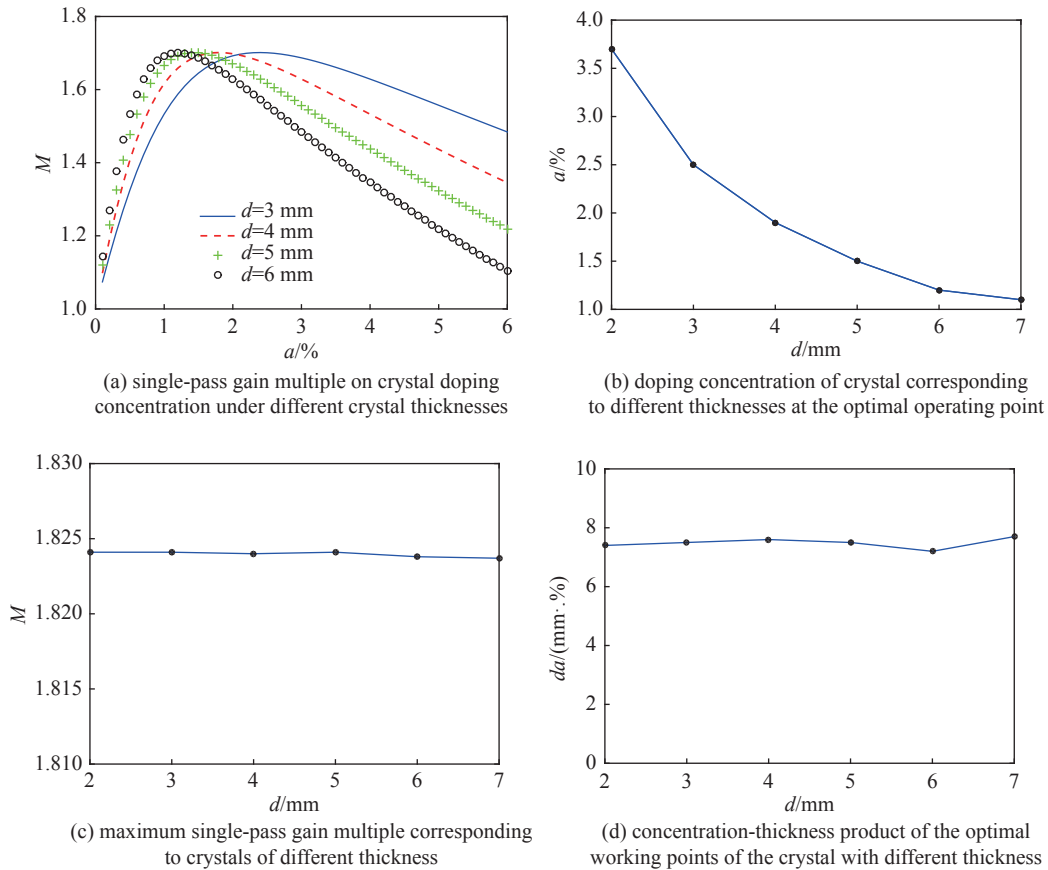 1.8
1.6
1.4
1.2
1.0
M
0
1
2
3
4
5
6
a/%
d=3 mm
d=4 mm
d=5 mm
d=6 mm
(a) single-pass gain multiple on crystal doping
concentration under different crystal thicknesses
4.0
3.5
3.0
2.5
2.0
1.5
1.0
a/%
2
3
4
5
6
7
d/mm
(b) doping concentration of crystal corresponding
to different thicknesses at the optimal operating point
1.830
1.825
1.820
1.815
1.810
M
2
3
4
5
6
7
d/mm
(c) maximum single-pass gain multiple corresponding
to crystals of different thickness
10
8
6
4
2
0
da/(mm·.%)
2
3
4
5
6
7
d/mm
(d) concentration-thickness product of the optimal
working points of the crystal with different thickness